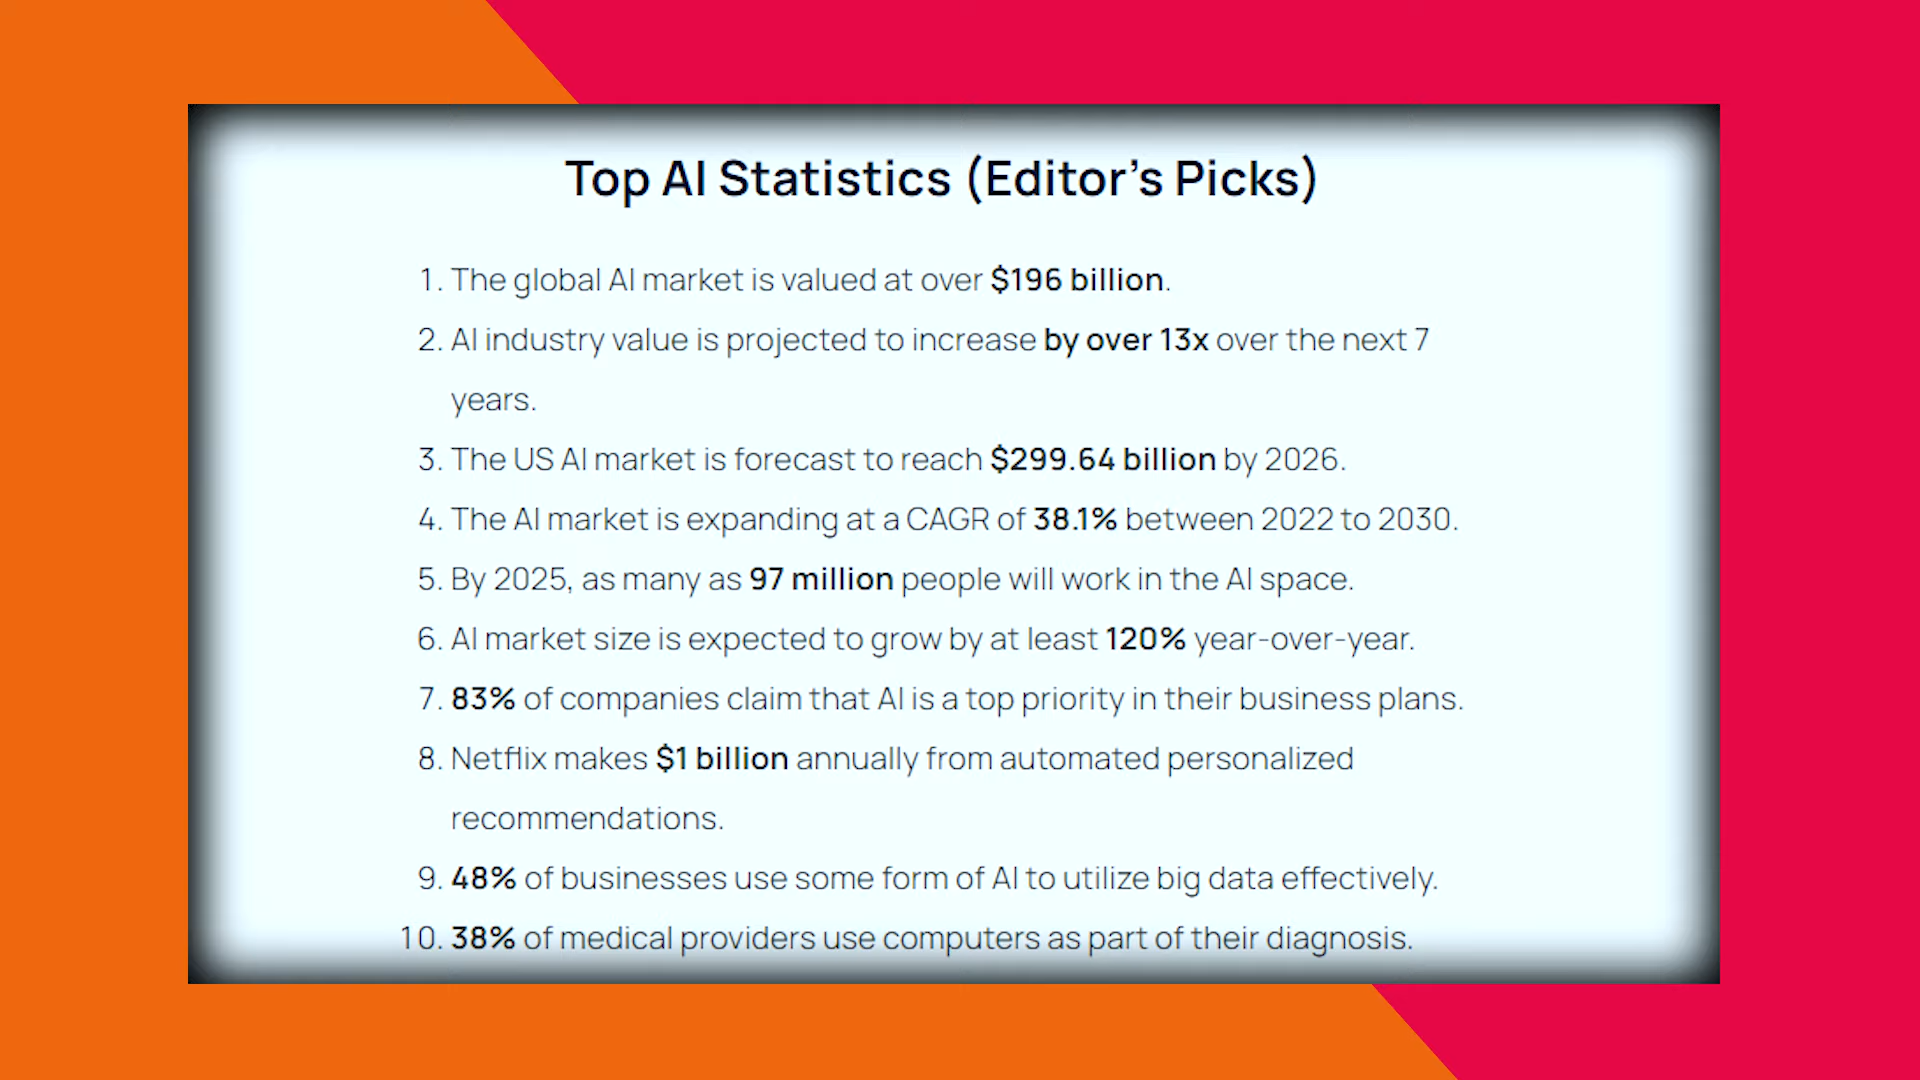 Top AI Statistics (Editor’s Picks)
1. The global AI market is valued at over $196 billion.
2. AI industry value is projected to increase by over 13x over the next 7
years.
3. The US AI market is forecast to reach $299.64 billion by 2026.
4. The AI market is expanding at a CAGR of 38.1% between 2022 to 2030.
5. By 2025, as many as 97 million people will work in the AI space.
6. AI market size is expected to grow by at least 120% year-over-year.
7. 83% of companies claim that AI is a top priority in their business plans.
8. Netflix makes $1 billion annually from automated personalized
recommendations.
9. 48% of businesses use some form of AI to utilize big data effectively.
10. 38% of medical providers use computers as part of their diagnosis.